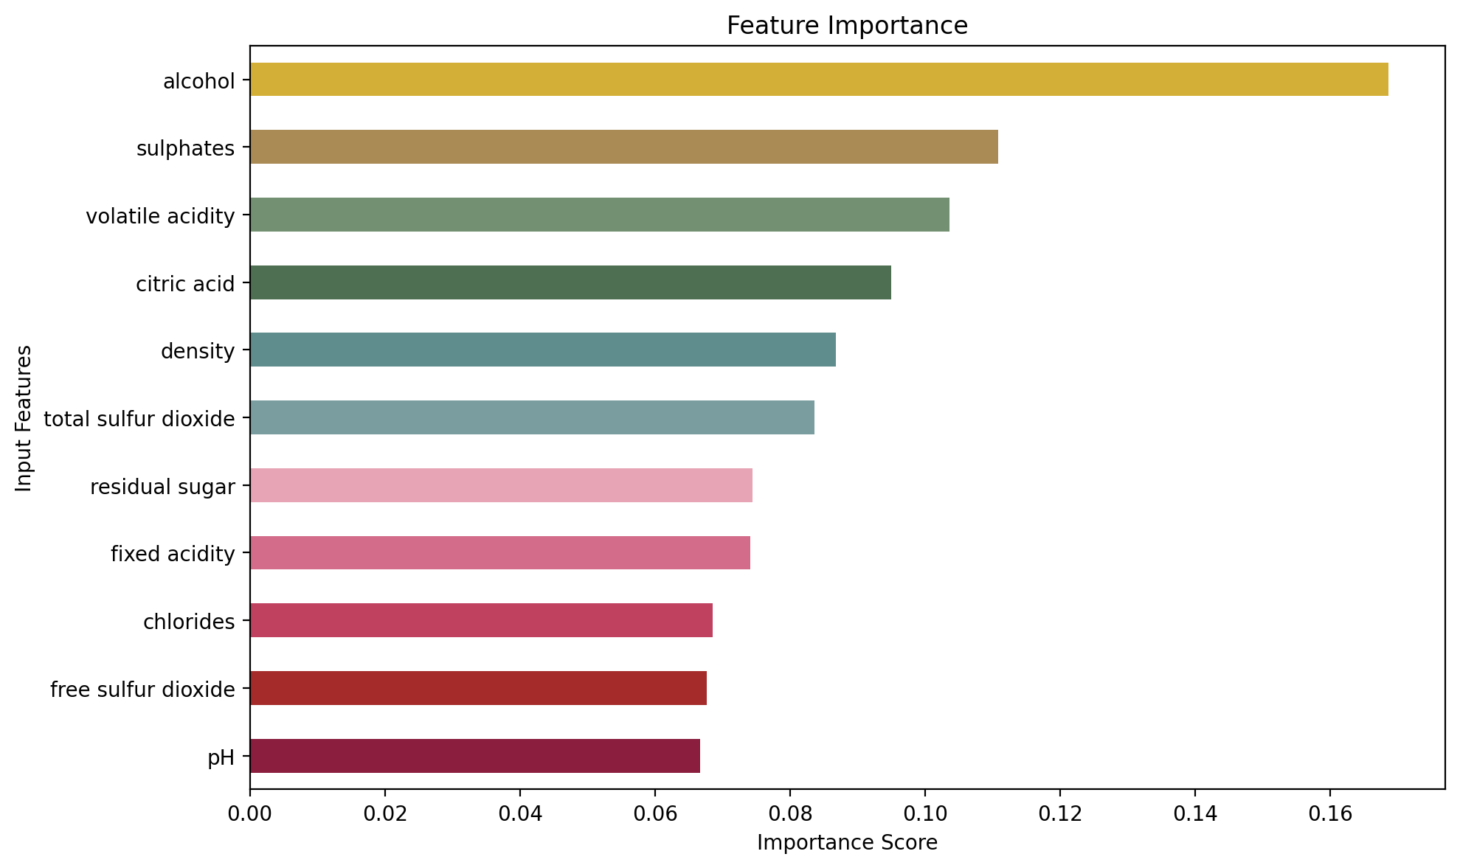 Feature Importance
alcohol
sulphates
volatile acidity
citric acid
density
total sulfur dioxide
residual sugar
fixed acidity
chlorides
free sulfur dioxide
pH
Input Features
0.00 0.02 0.04 0.06 0.08 0.10 0.12 0.14 0.16
Importance Score